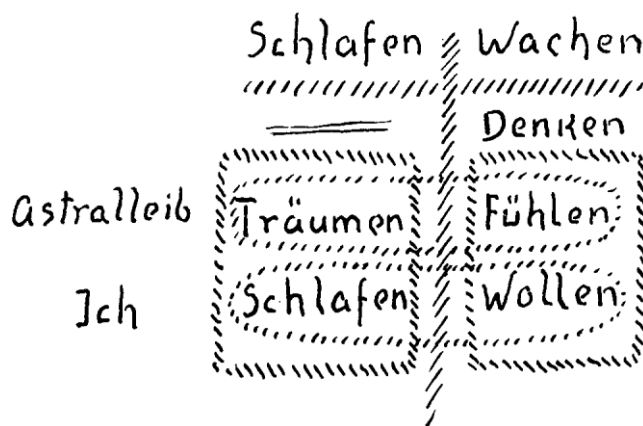 Schlafen Wachen
Denken
Astralleib Träumen Fühlen
Ich Schlafen Wollen